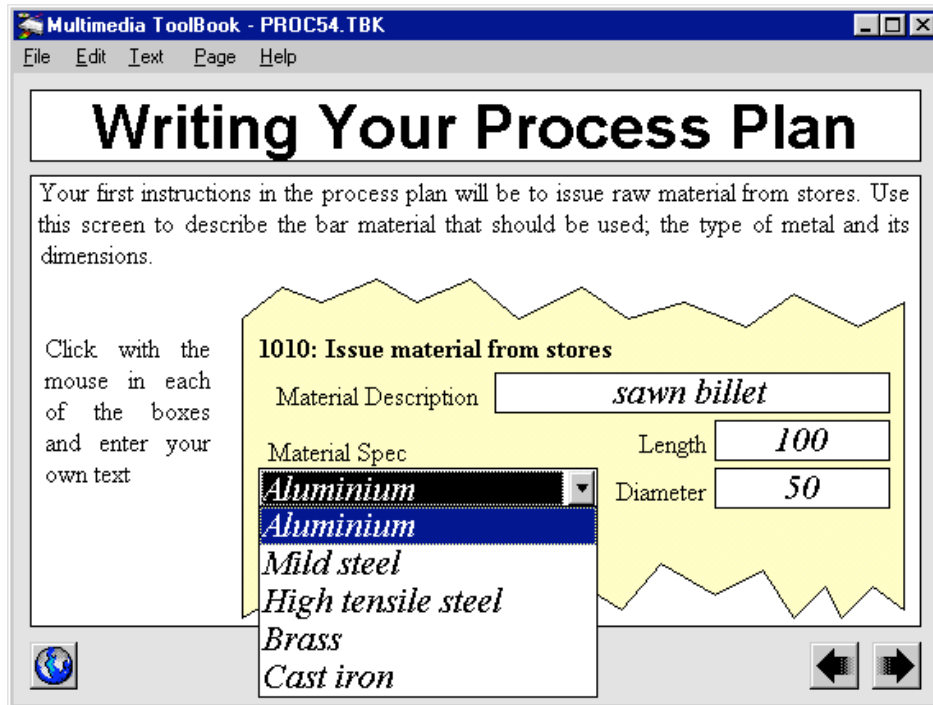 Multimedia ToolBook - PROC54.TBK
File Edit Text Page Help
Writing Your Process Plan
Your first instructions in the process plan will be to issue raw material from stores. Use
this screen to describe the bar material that should be used; the type of metal and its
dimensions.
Click with the
mouse in each
of the boxes
and enter your
own text
1010: Issue material from stores
Material Description sawn billet
Material Spec
Length 100
Diameter 50
Aluminium
Aluminium
Mild steel
High tensile steel
Brass
Cast iron